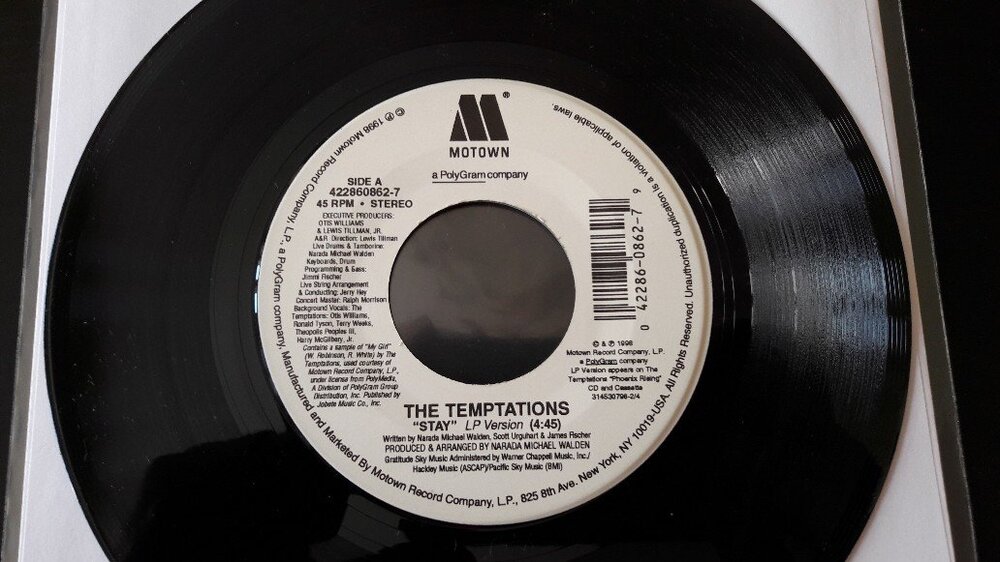 M®
MOTOWN
a PolyGram company
SIDE A
422860862-7
45 RPM • STEREO
EXECUTIVE PRODUCERS:
OTIS WILLIAMS
& LEWIS TILLMAN, JR.
A&R Direction: Lewis Tillman
Live Drums & Tamborine:
Narada Michael Walden
Keyboards, Drum
Programming & Bass:
Jimmi Fischer
Live String Arrangement
& Conducting: Jerry Hey
Concert Master: Ralph Morrison
Background Vocals: The
Temptations: Otis Williams,
Ronald Tyson, Terry Weeks,
Theopolis Peoples III,
Harry McGilbery, Jr.
Contains a sample of "My Girl"
(W. Robinson, R. White) by The
Temptations, used courtesy of
Motown Record Company, L.P.,
under license from PolyMedia,
A Division of PolyGram Group
Distribution, Inc. Published by
Jobete Music Co., Inc.
0 42286-0862-7 9
© & ℗ 1998
Motown Record Company, L.P.
a PolyGram company
LP Version appears on The
Temptations "Phoenix Rising"
CD and Cassette
314530798-2/4
THE TEMPTATIONS
"STAY" LP Version (4:45)
Written by Narada Michael Walden, Scott Urguhart & James Fischer
PRODUCED & ARRANGED BY NARADA MICHAEL WALDEN
Gratitude Sky Music Administered by Warner Chappell Music, Inc./
Hackley Music (ASCAP)/Pacific Sky Music (BMI)
© ℗ 1998 Motown Record Company, L.P., a PolyGram company, Manufactured and Marketed By Motown Record Company, L.P., 825 8th Ave. New York, NY 10019-USA. All Rights Reserved. Unauthorized duplication is a violation of applicable laws.